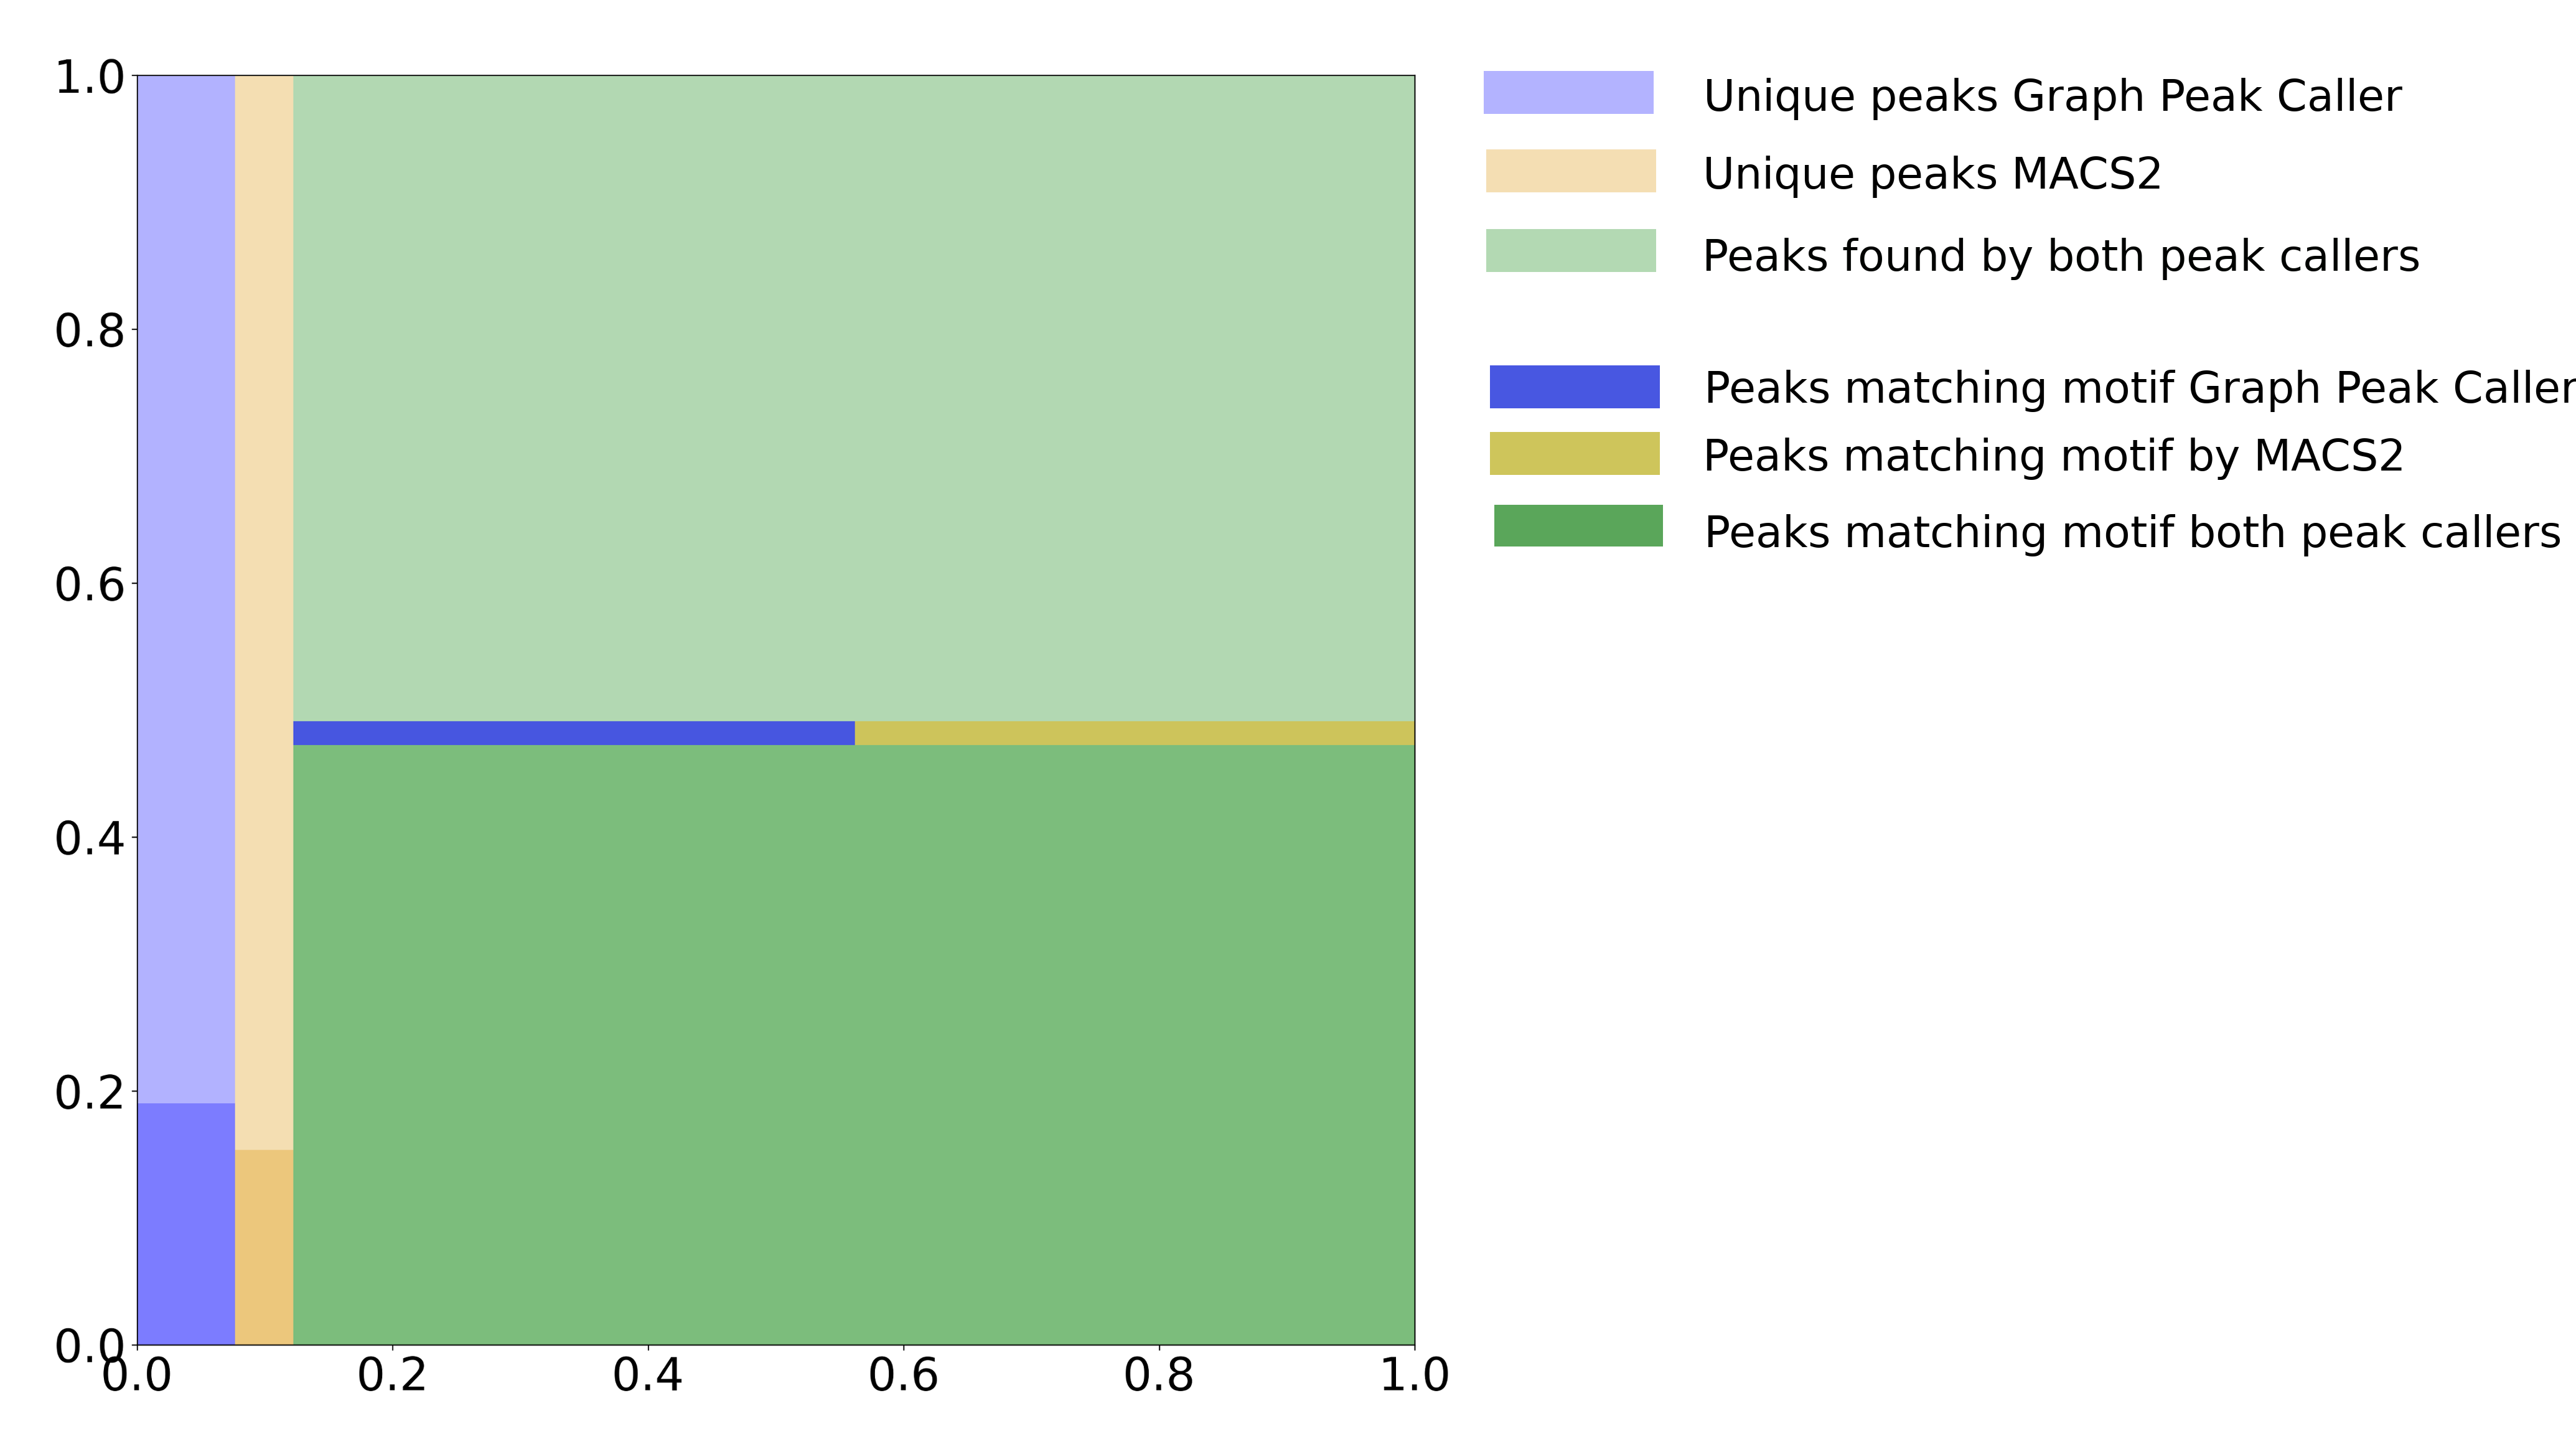 1.0
0.8
0.6
0.4
0.2
0.0
0.0 0.2 0.4 0.6 0.8 1.0
Unique peaks Graph Peak Caller
Unique peaks MACS2
Peaks found by both peak callers
Peaks matching motif Graph Peak Caller
Peaks matching motif by MACS2
Peaks matching motif both peak callers